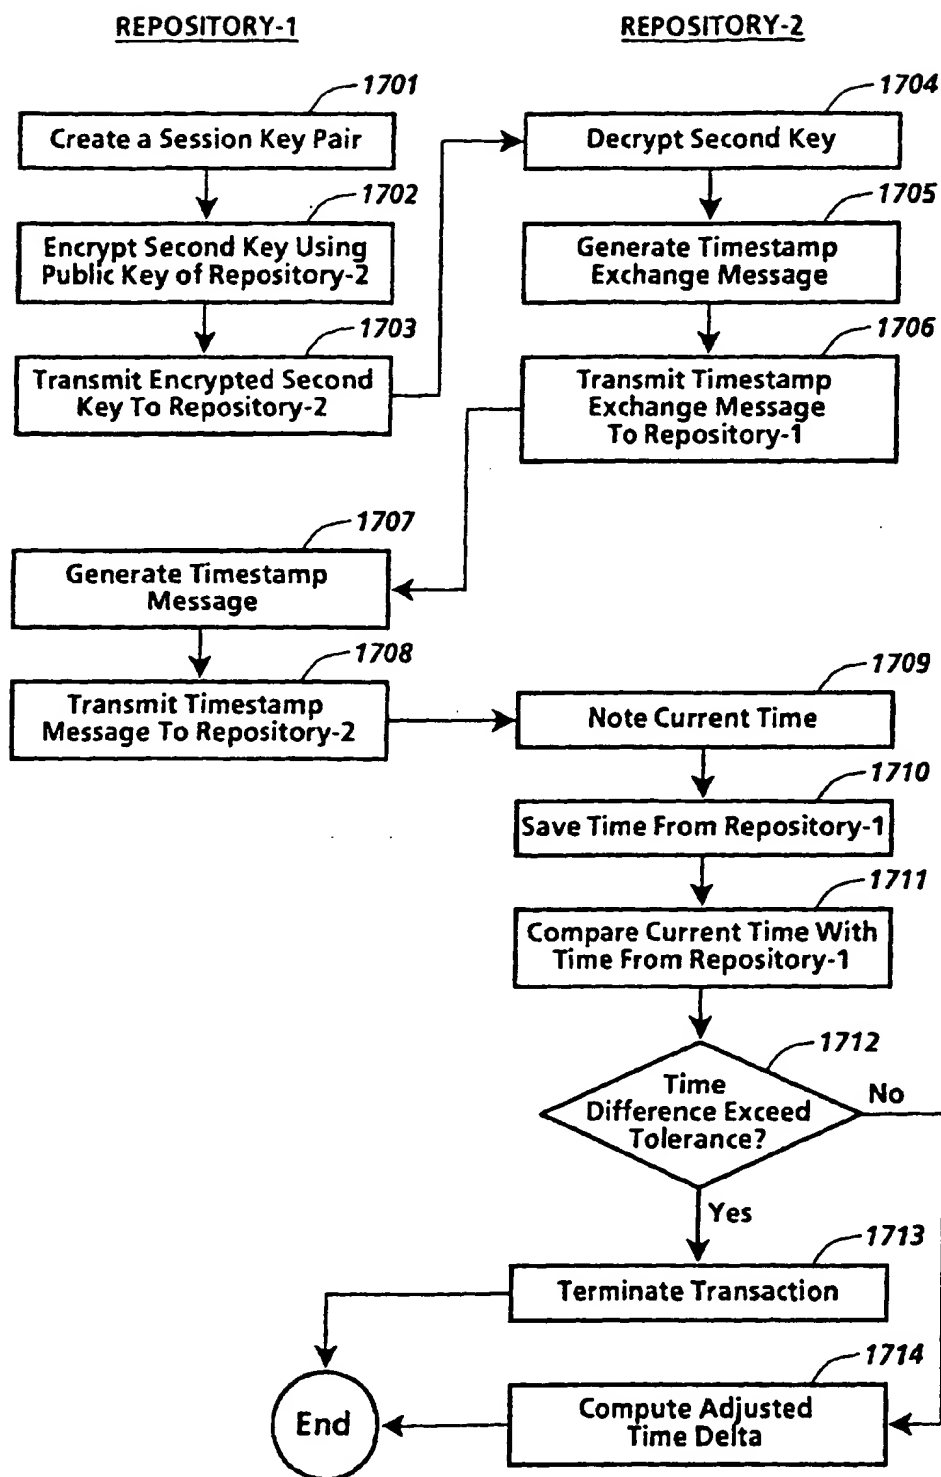 REPOSITORY-1
REPOSITORY-2
1701
Create a Session Key Pair
1702
Encrypt Second Key Using
Public Key of Repository-2
1703
Transmit Encrypted Second
Key To Repository-2
1704
Decrypt Second Key
1705
Generate Timestamp
Exchange Message
1706
Transmit Timestamp
Exchange Message
To Repository-1
1707
Generate Timestamp
Message
1708
Transmit Timestamp
Message To Repository-2
1709
Note Current Time
1710
Save Time From Repository-1
1711
Compare Current Time With
Time From Repository-1
1712
Time
Difference Exceed
Tolerance?
No
Yes
1713
Terminate Transaction
1714
Compute Adjusted
Time Delta
End